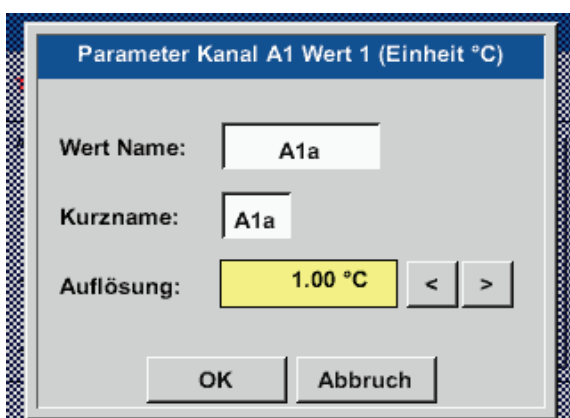 Parameter Kanal A1 Wert 1 (Einheit °C)
Wert Name: A1a
Kurzname: A1a
Auflösung: 1.00 °C < >
OK Abbruch